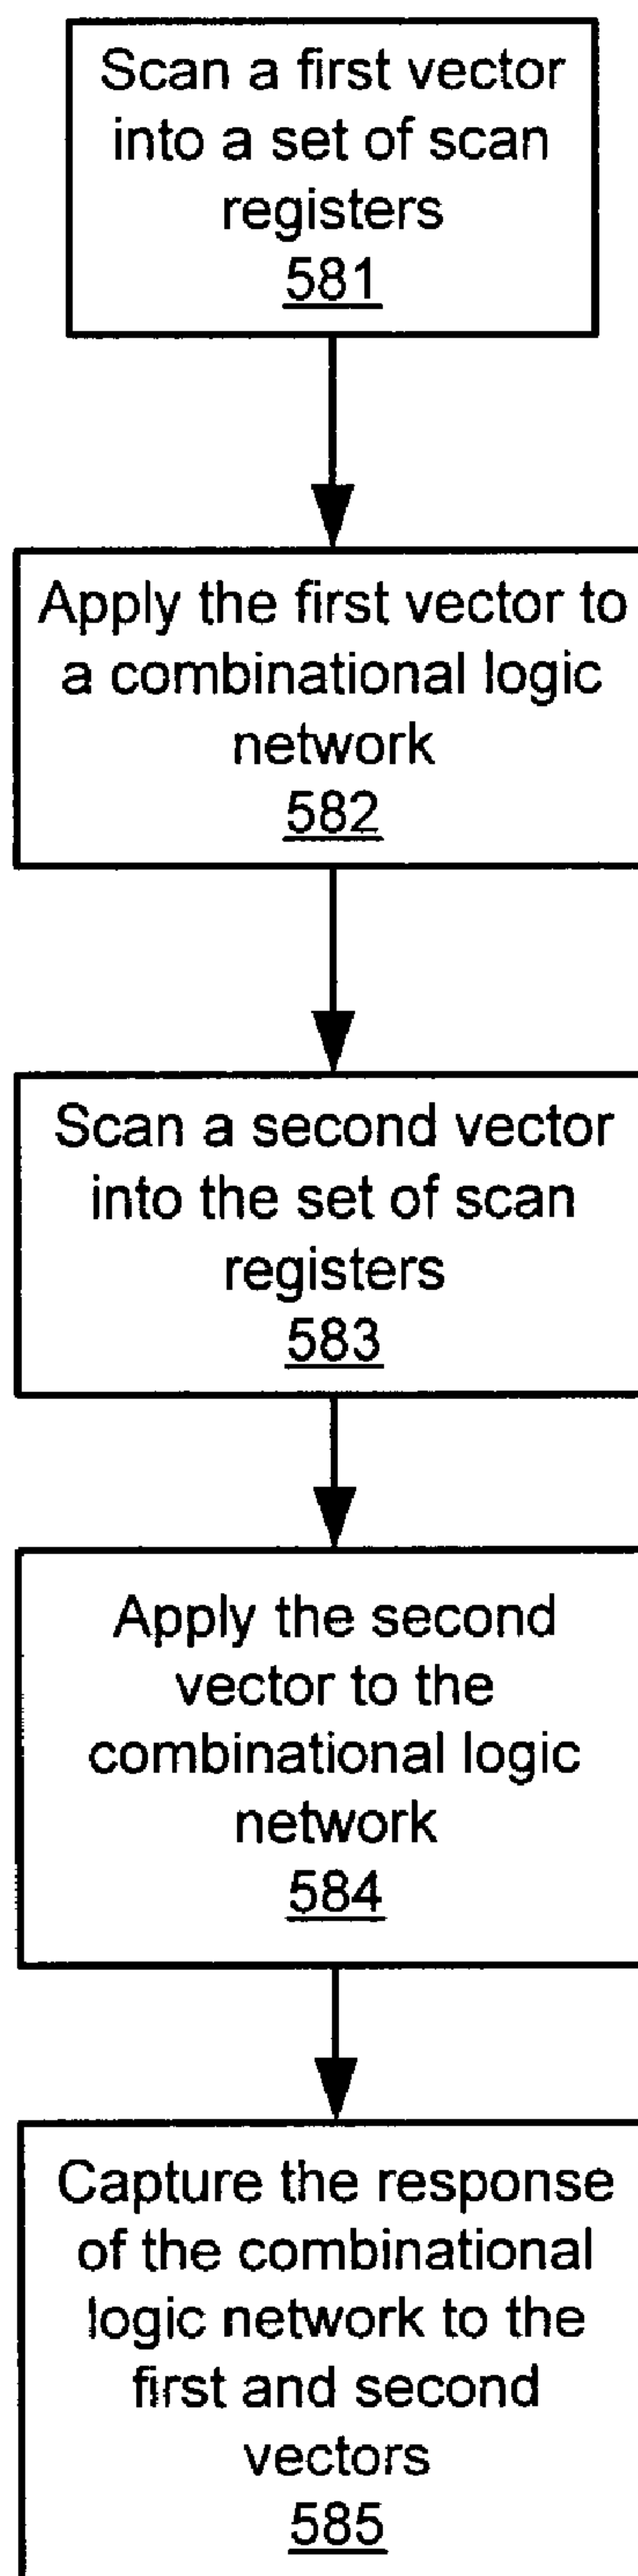 Scan a first vector
into a set of scan
registers
581
Apply the first vector to
a combinational logic
network
582
Scan a second vector
into the set of scan
registers
583
Apply the second
vector to the
combinational logic
network
584
Capture the response
of the combinational
logic network to the
first and second
vectors
585